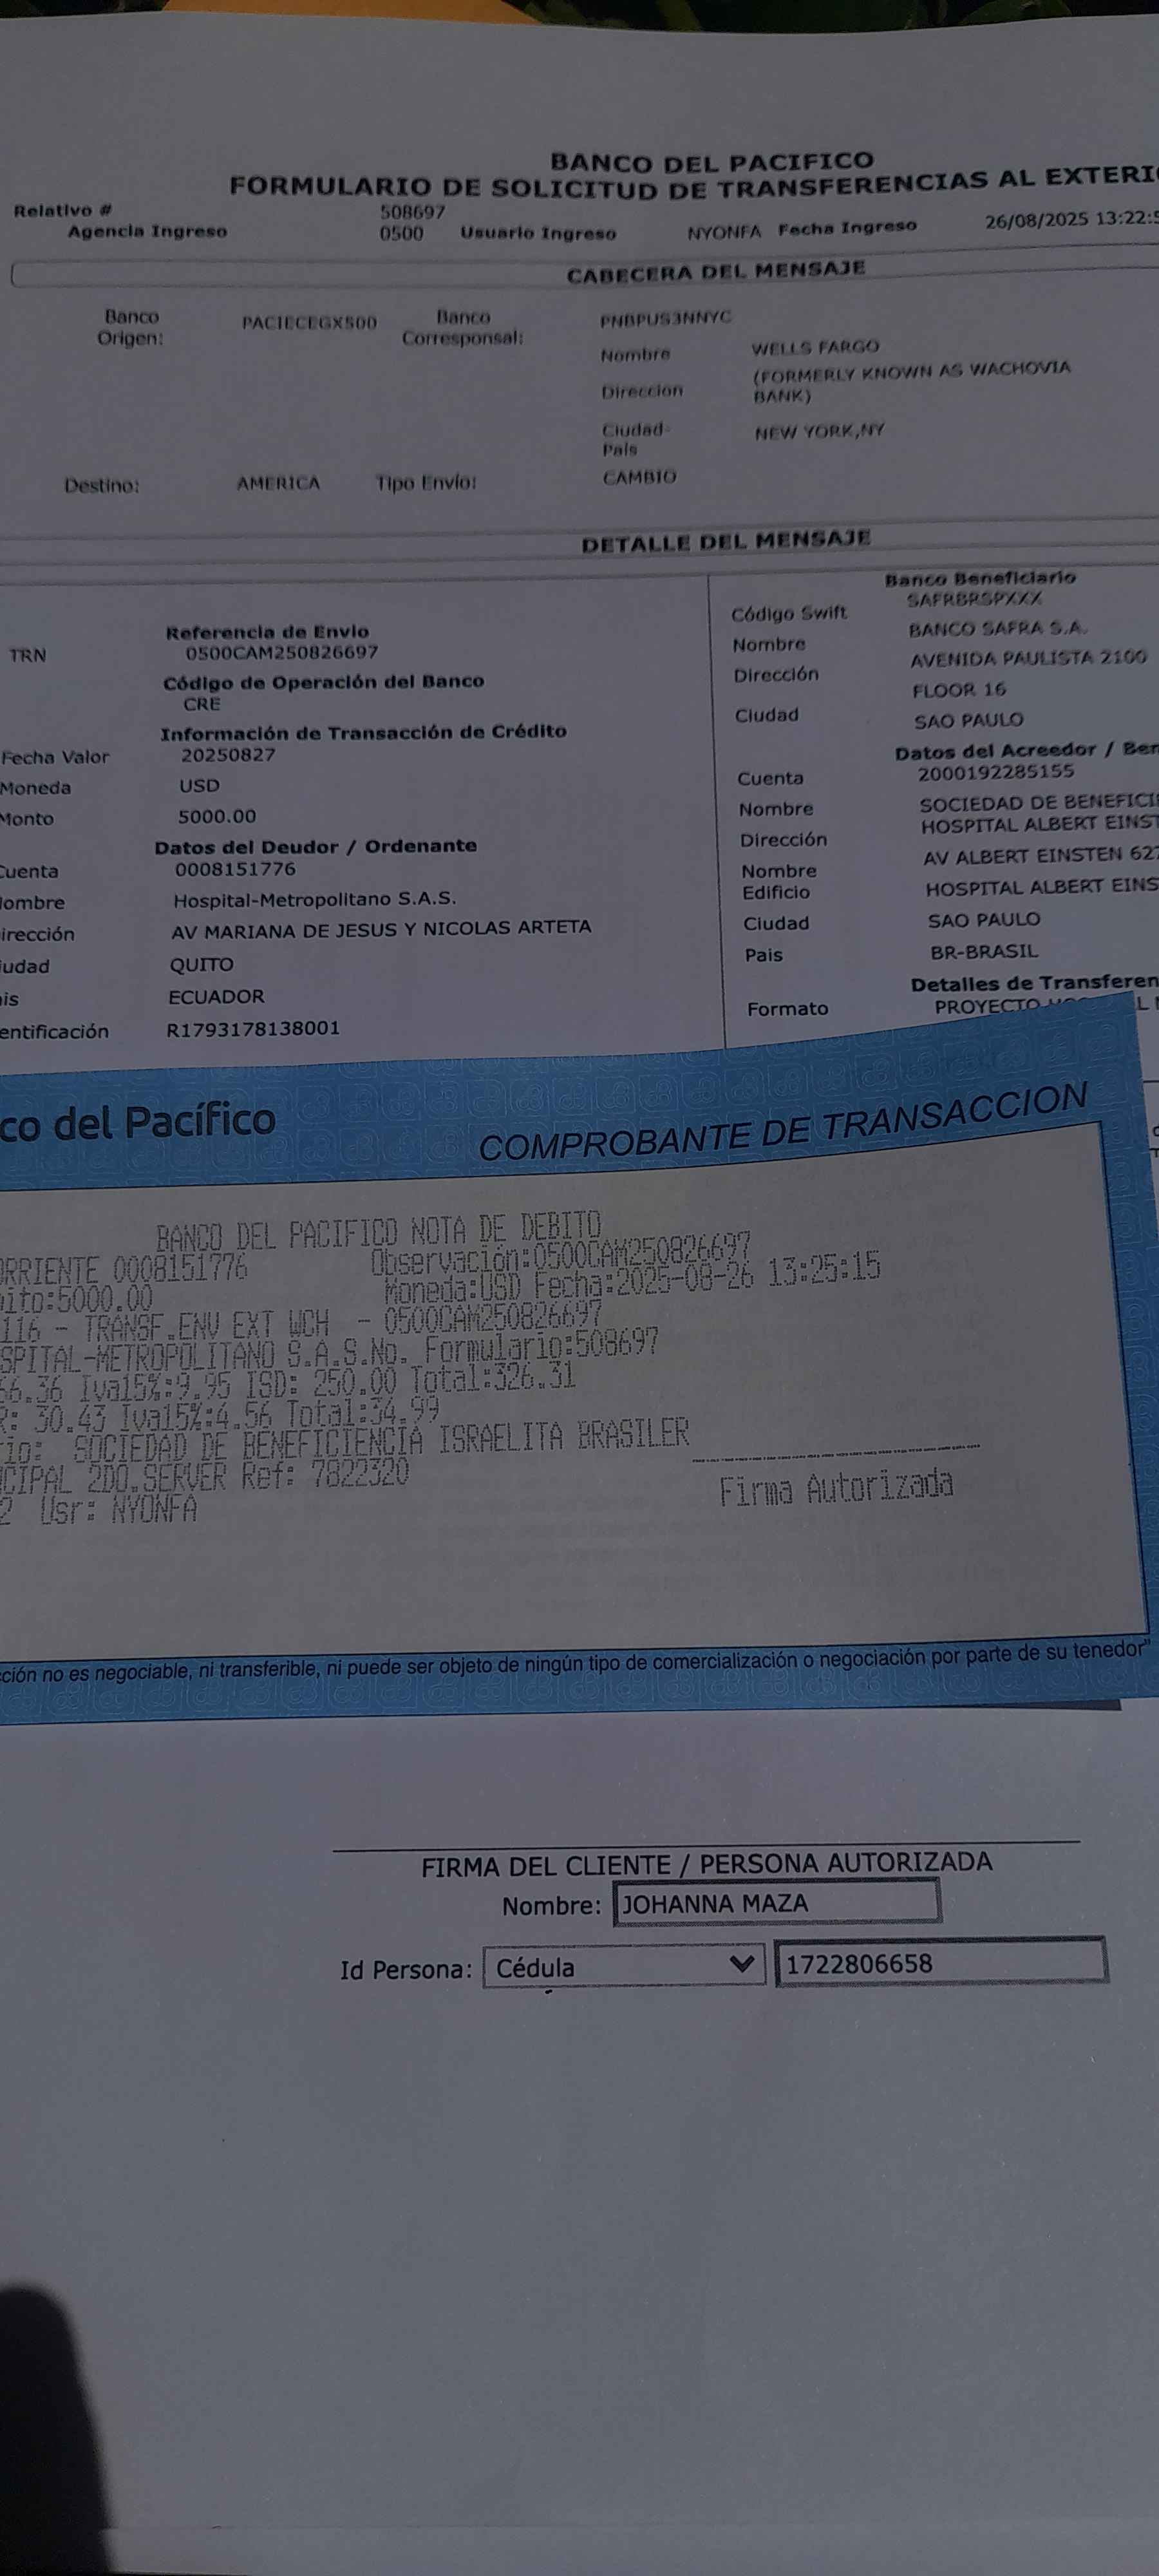 BANCO DEL PACIFICO
FORMULARIO DE SOLICITUD DE TRANSFERENCIAS AL EXTERI
Relativo # 508697
Agencia Ingreso 0500 Usuario Ingreso NYONFA Fecha Ingreso 26/08/2025 13:22:5
CABECERA DEL MENSAJE
Banco Origen: PACIECEGX500 Banco Corresponsal: PNBPUS3NNYC
Nombre WELLS FARGO
Direccion (FORMERLY KNOWN AS WACHOVIA
BANK)
Ciudad-
Pais NEW YORK,NY
Destino: AMERICA Tipo Envío: CAMBIO
DETALLE DEL MENSAJE
Referencia de Envio
TRN 0500CAM250826697
Código de Operación del Banco
CRE
Información de Transacción de Crédito
Fecha Valor 20250827
Moneda USD
Monto 5000.00
Datos del Deudor / Ordenante
Cuenta 0008151776
Nombre Hospital-Metropolitano S.A.S.
irección AV MARIANA DE JESUS Y NICOLAS ARTETA
iudad QUITO
is ECUADOR
entificación R1793178138001
Banco Beneficiario
Código Swift SAFRBRSPXXX
Nombre BANCO SAFRA S.A.
Dirección AVENIDA PAULISTA 2100
FLOOR 16
Ciudad SAO PAULO
Datos del Acreedor / Ben
Cuenta 2000192285155
Nombre SOCIEDAD DE BENEFICI
HOSPITAL ALBERT EINST
Dirección AV ALBERT EINSTEN 627
Nombre
Edificio HOSPITAL ALBERT EINS
Ciudad SAO PAULO
Pais BR-BRASIL
Detalles de Transferen
Formato PROYECTO
co del Pacífico
COMPROBANTE DE TRANSACCION
BANCO DEL PACIFICO NOTA DE DEBITO
ORRIENTE 0008151776 Observación:0500CAM250826697
bito:5000.00 Moneda:USD Fecha:2025-08-26 13:25:15
116 - TRANSF.ENV EXT WCH - 0500CAM250826697
SPITAL-METROPOLITANO S.A.S.No. Formulario:508697
66.36 Iva15%:9.95 ISD: 250.00 Total:326.31
R: 30.43 Iva15%:4.56 Total:34.99
rio: SOCIEDAD DE BENEFICIENCIA ISRAELITA BRASILER
CIPAL 2DO.SERVER Ref: 7822320
2 Usr: NYONFA
Firma Autorizada
cción no es negociable, ni transferible, ni puede ser objeto de ningún tipo de comercialización o negociación por parte de su tenedor"
FIRMA DEL CLIENTE / PERSONA AUTORIZADA
Nombre: JOHANNA MAZA
Id Persona: Cédula 1722806658